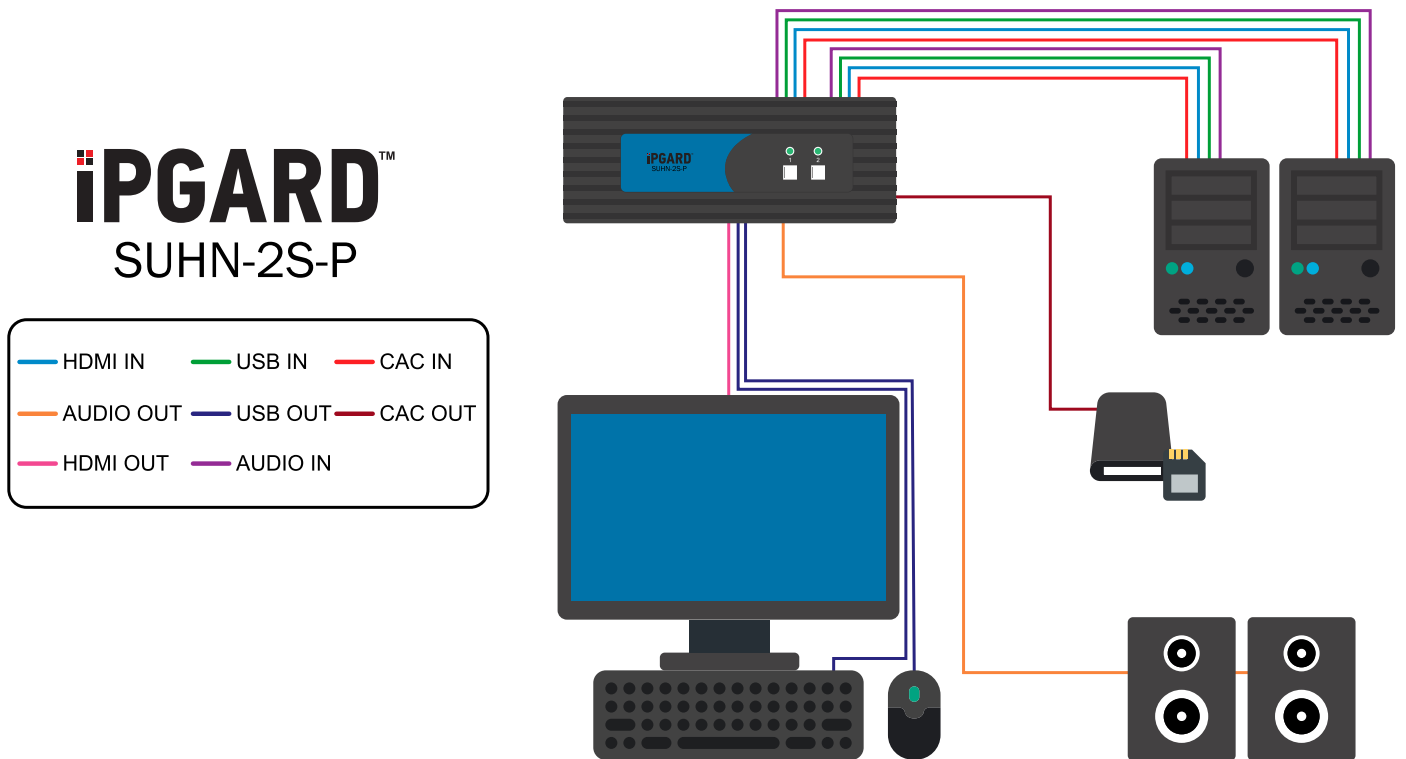 iPGARD™
SUHN-2S-P
HDMI IN USB IN CAC IN
AUDIO OUT USB OUT CAC OUT
HDMI OUT AUDIO IN
iPGARD
SUHN-2S-P
1 2